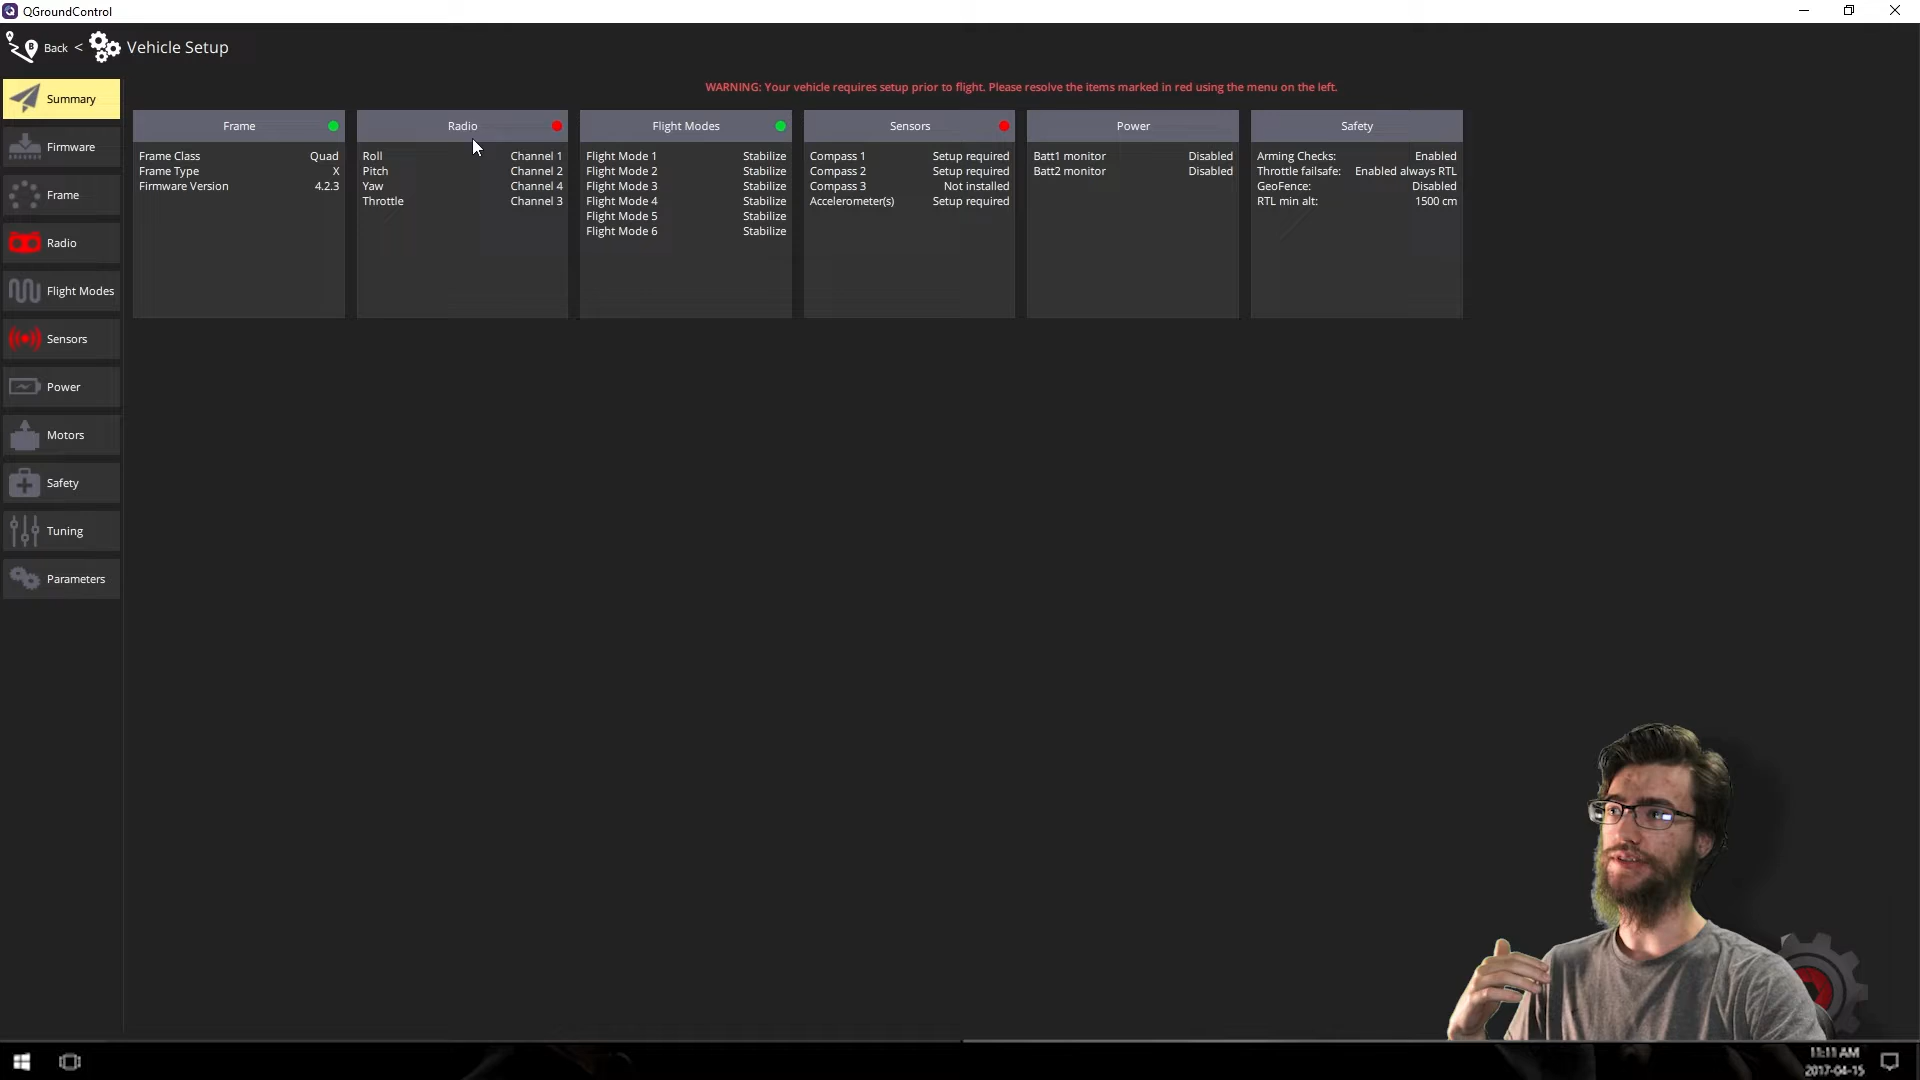 QGroundControl
Back < Vehicle Setup
WARNING: Your vehicle requires setup prior to flight. Please resolve the items marked in red using the menu on the left.
Summary
Firmware
Frame
Radio
Flight Modes
Sensors
Power
Motors
Safety
Tuning
Parameters
Frame
Frame Class Quad
Frame Type X
Firmware Version 4.2.3
Radio
Roll Channel 1
Pitch Channel 2
Yaw Channel 4
Throttle Channel 3
Flight Modes
Flight Mode 1 Stabilize
Flight Mode 2 Stabilize
Flight Mode 3 Stabilize
Flight Mode 4 Stabilize
Flight Mode 5 Stabilize
Flight Mode 6 Stabilize
Sensors
Compass 1 Setup required
Compass 2 Setup required
Compass 3 Not installed
Accelerometer(s) Setup required
Power
Batt1 monitor Disabled
Batt2 monitor Disabled
Safety
Arming Checks: Enabled
Throttle failsafe: Enabled always RTL
GeoFence: Disabled
RTL min alt: 1500 cm
11:11 AM
2017-04-15